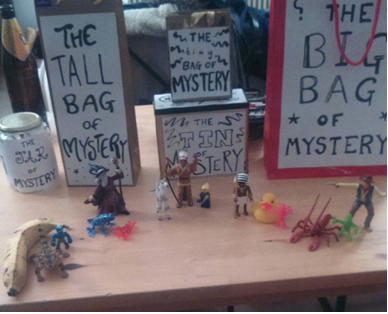 THE
TALL
BAG
OF
MYSTERY
THE
tiny
BAG OF
MYSTERY
? THE
BIG
BAG
OF
MYSTERY
THE
JAR
OF
MYSTERY
THE
TIN
OF
MYSTERY